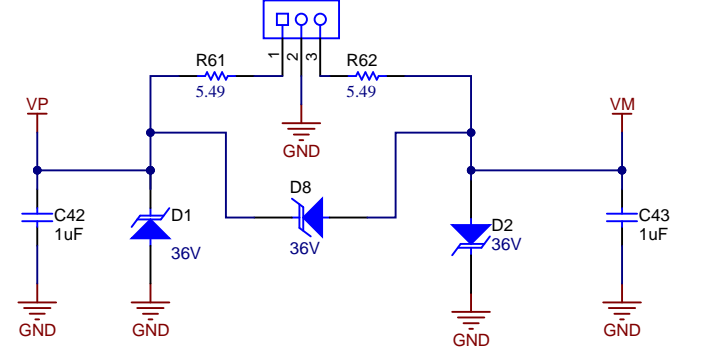 1
2
3
R61
5.49
R62
5.49
GND
VP
VM
C42
1uF
D1
36V
D8
36V
D2
36V
C43
1uF
GND
GND
GND
GND